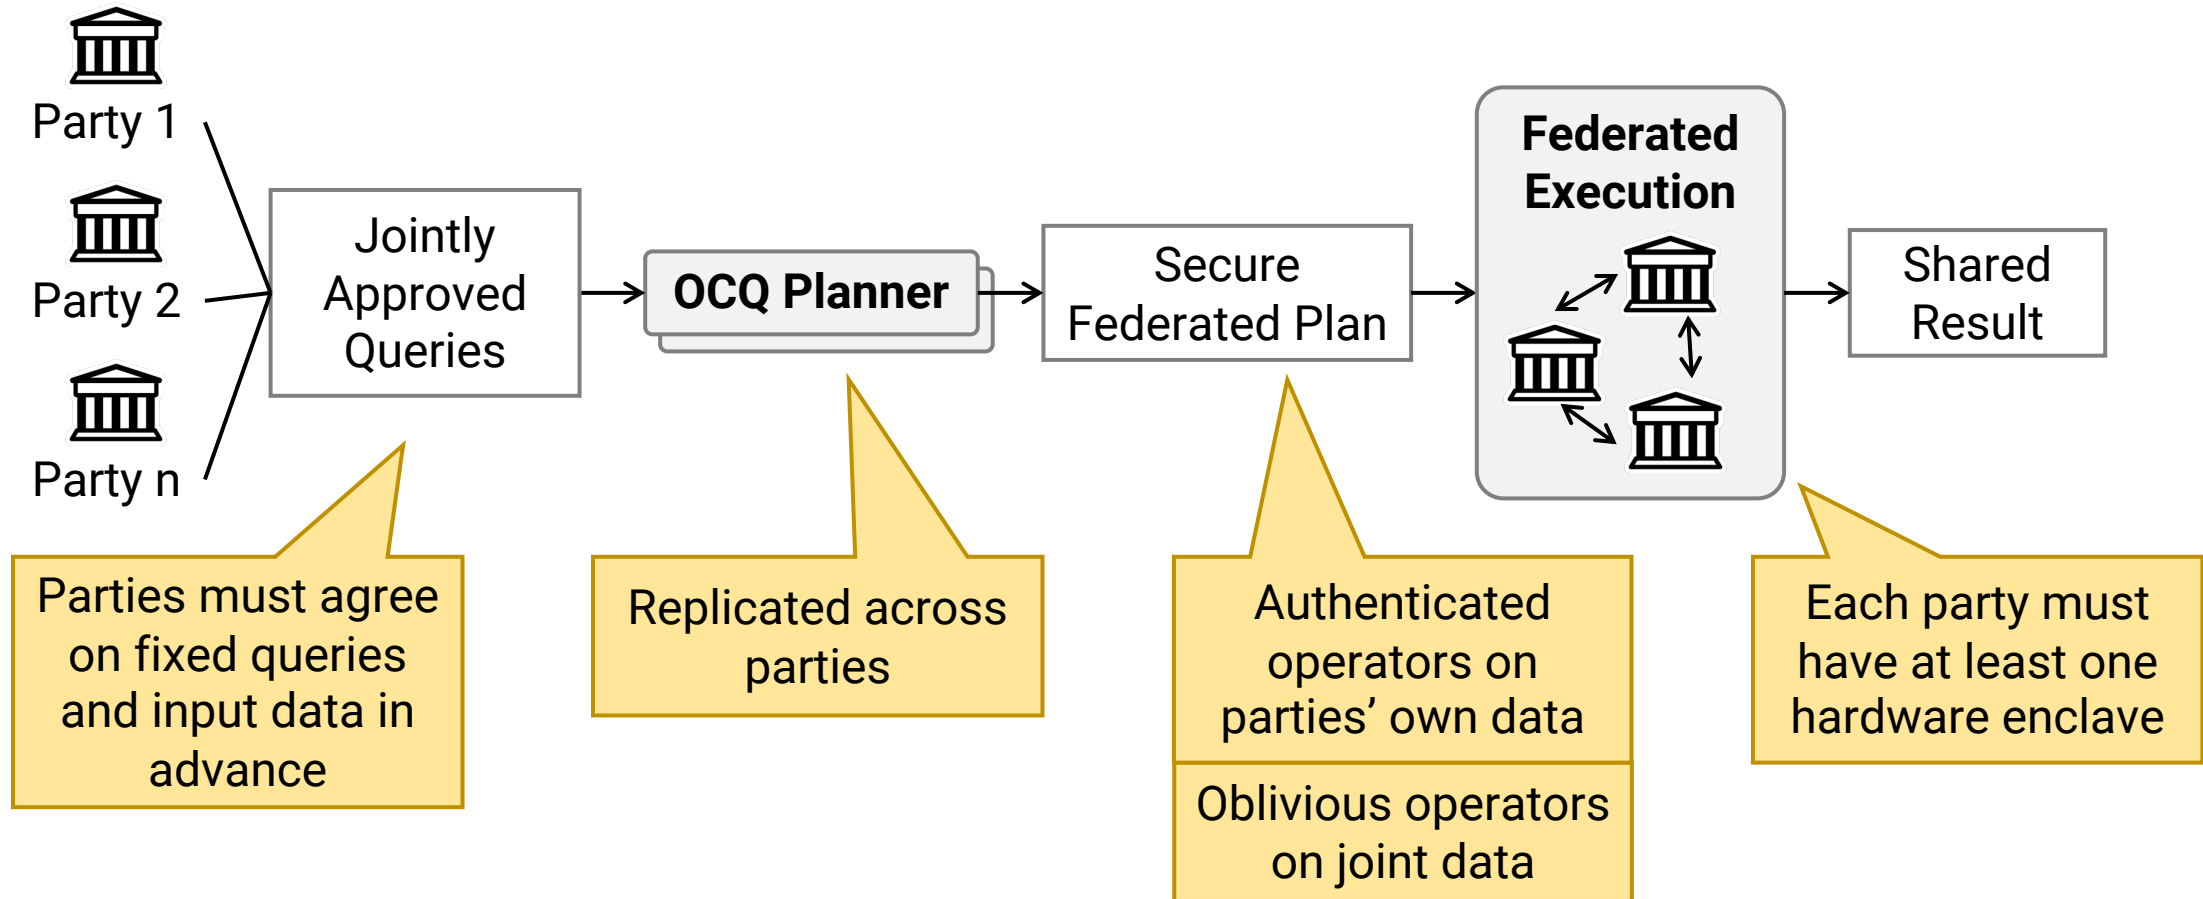 Party 1
Party 2
Party n
Jointly
Approved
Queries
OCQ Planner
Secure
Federated Plan
Federated
Execution
Shared
Result
Parties must agree
on fixed queries
and input data in
advance
Replicated across
parties
Authenticated
operators on
parties’ own data
Oblivious operators
on joint data
Each party must
have at least one
hardware enclave